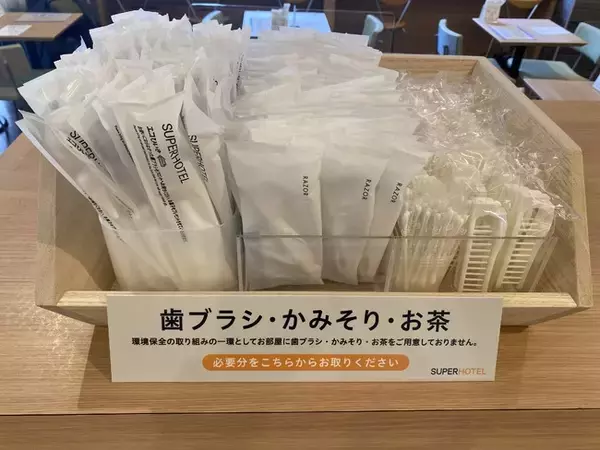 SUPERHOTEL
RAZOR
RAZOR
RAZOR
歯ブラシ・かみそり・お茶
環境保全の取り組みの一環としてお部屋に歯ブラシ・かみそり・お茶をご用意しておりません。
必要分をこちらからお取りください
SUPERHOTEL